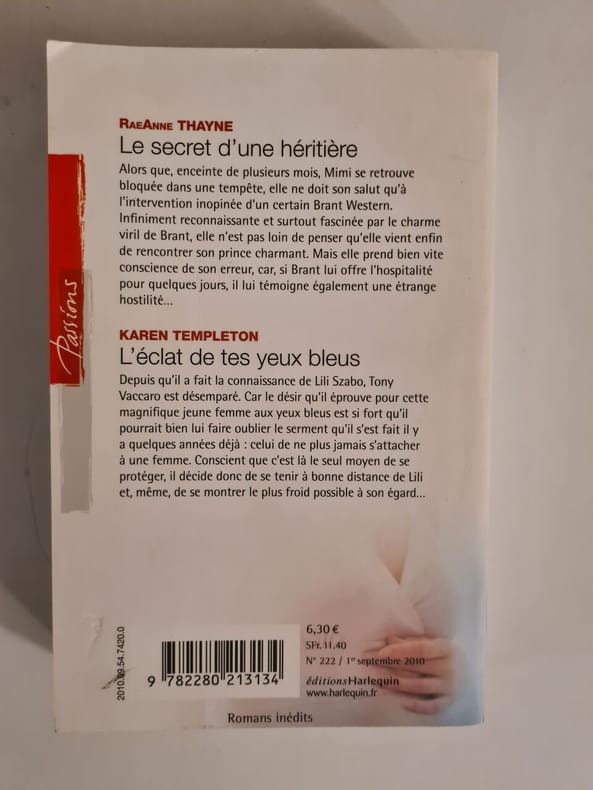 RaeAnne THAYNE
Le secret d'une héritière
Alors que, enceinte de plusieurs mois, Mimi se retrouve
bloquée dans une tempête, elle ne doit son salut qu'à
l'intervention inopinée d'un certain Brant Western.
Infiniment reconnaissante et surtout fascinée par le charme
viril de Brant, elle n'est pas loin de penser qu'elle vient enfin
de rencontrer son prince charmant. Mais elle prend bien vite
conscience de son erreur, car, si Brant lui offre l'hospitalité
pour quelques jours, il lui témoigne également une étrange
hostilité...
Passions
KAREN TEMPLETON
L'éclat de tes yeux bleus
Depuis qu'il a fait la connaissance de Lili Szabo, Tony
Vaccaro est désemparé. Car le désir qu'il éprouve pour cette
magnifique jeune femme aux yeux bleus est si fort qu'il
pourrait bien lui faire oublier le serment qu'il s'est fait il y
a quelques années déjà : celui de ne plus jamais s'attacher
à une femme. Conscient que c'est là le seul moyen de se
protéger, il décide donc de se tenir à bonne distance de Lili
et, même, de se montrer le plus froid possible à son égard...
2010.09.54.7420.0
9 782280 213134
6,30 €
SFr. 11.40
N° 222 / 1er septembre 2010
éditionsHarlequin
www.harlequin.fr
Romans inédits